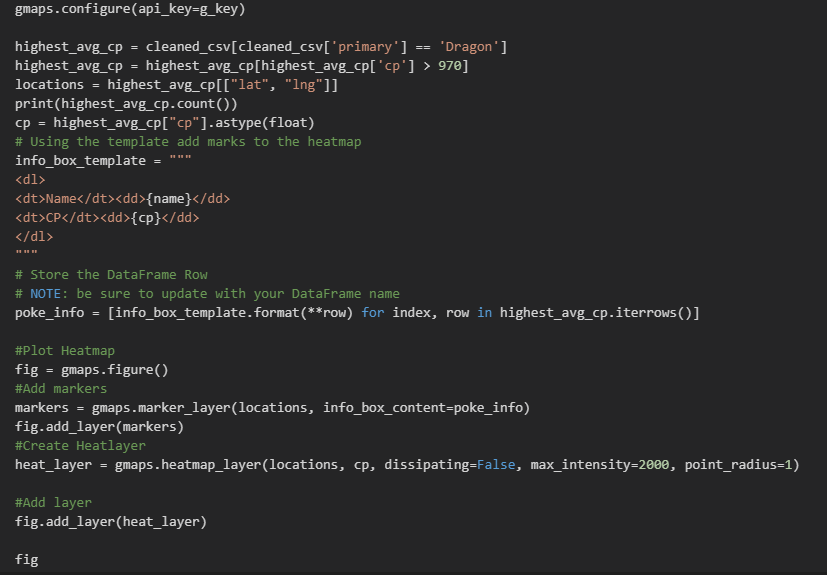 gmaps.configure(api_key=g_key)
highest_avg_cp = cleaned_csv[cleaned_csv['primary'] == 'Dragon']
highest_avg_cp = highest_avg_cp[highest_avg_cp['cp'] > 970]
locations = highest_avg_cp[["lat", "lng"]]
print(highest_avg_cp.count())
cp = highest_avg_cp["cp"].astype(float)
# Using the template add marks to the heatmap
info_box_template = """
<dl>
<dt>Name</dt><dd>{name}</dd>
<dt>CP</dt><dd>{cp}</dd>
</dl>
"""
# Store the DataFrame Row
# NOTE: be sure to update with your DataFrame name
poke_info = [info_box_template.format(**row) for index, row in highest_avg_cp.iterrows()]
#Plot Heatmap
fig = gmaps.figure()
#Add markers
markers = gmaps.marker_layer(locations, info_box_content=poke_info)
fig.add_layer(markers)
#Create Heatlayer
heat_layer = gmaps.heatmap_layer(locations, cp, dissipating=False, max_intensity=2000, point_radius=1)
#Add layer
fig.add_layer(heat_layer)
fig